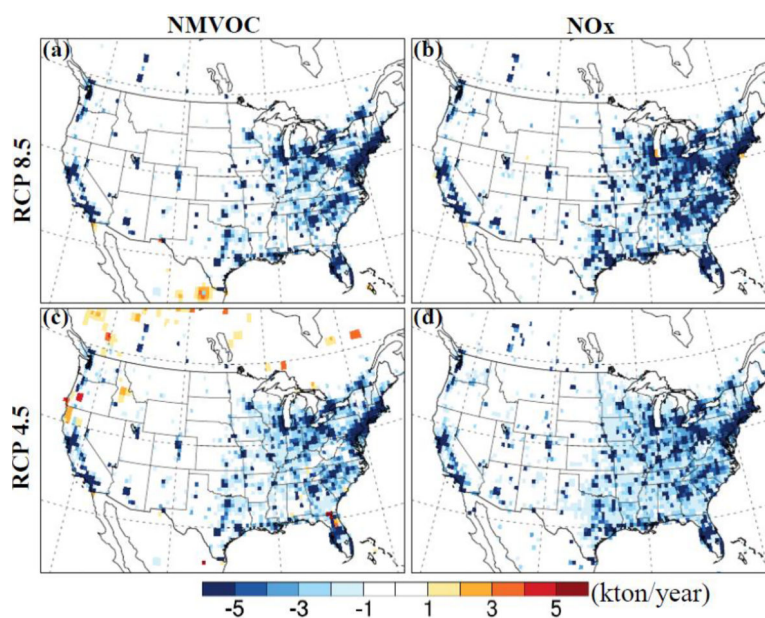 NMVOC NOx
(a) (b)
RCP 8.5
(c) (d)
RCP 4.5
-5 -3 -1 1 3 5 (kton/year)